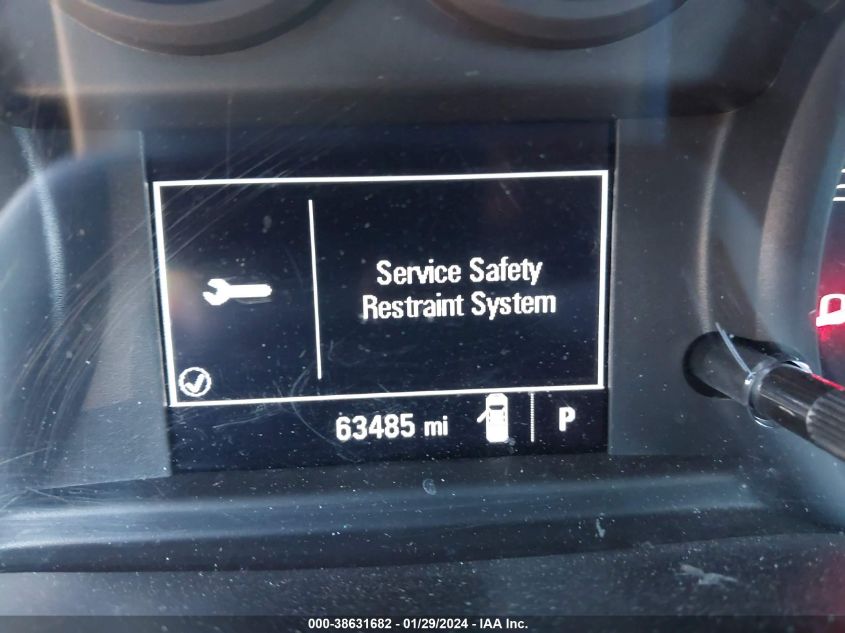 Service Safety
Restraint System
63485 mi
P
000-38631682 - 01/29/2024 - IAA Inc.